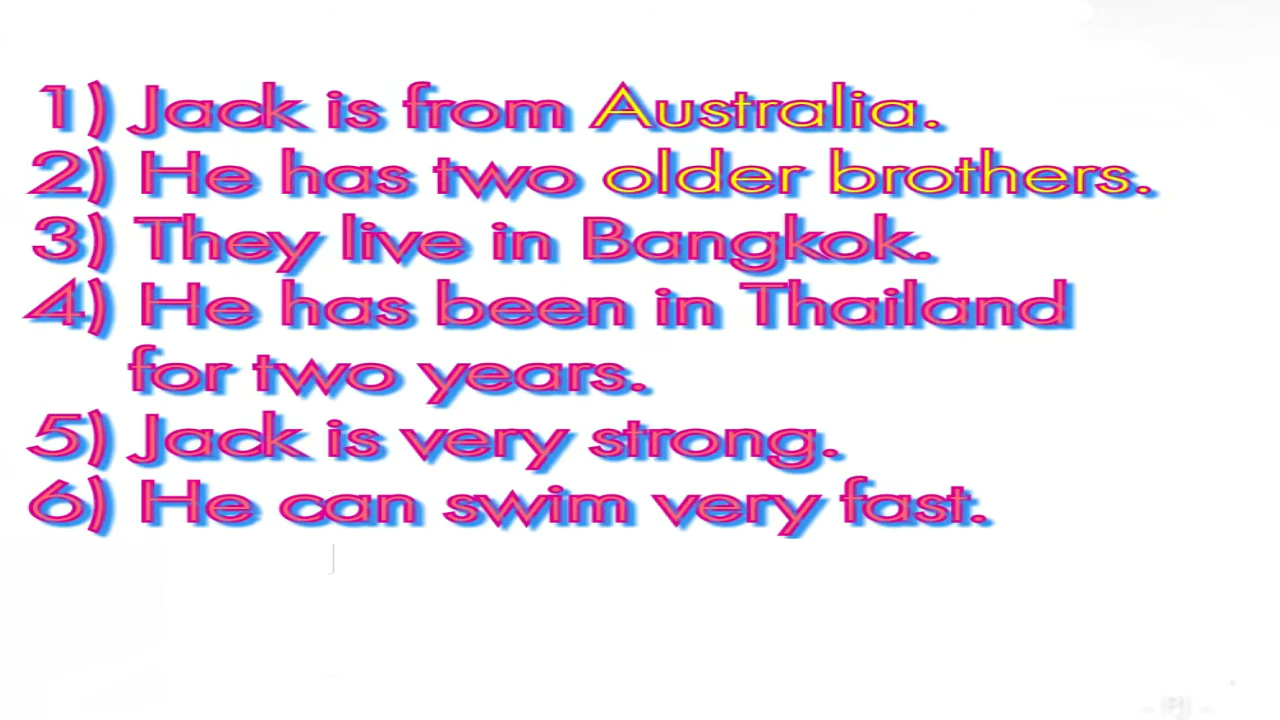 1) Jack is from Australia.
2) He has two older brothers.
3) They live in Bangkok.
4) He has been in Thailand
for two years.
5) Jack is very strong.
6) He can swim very fast.